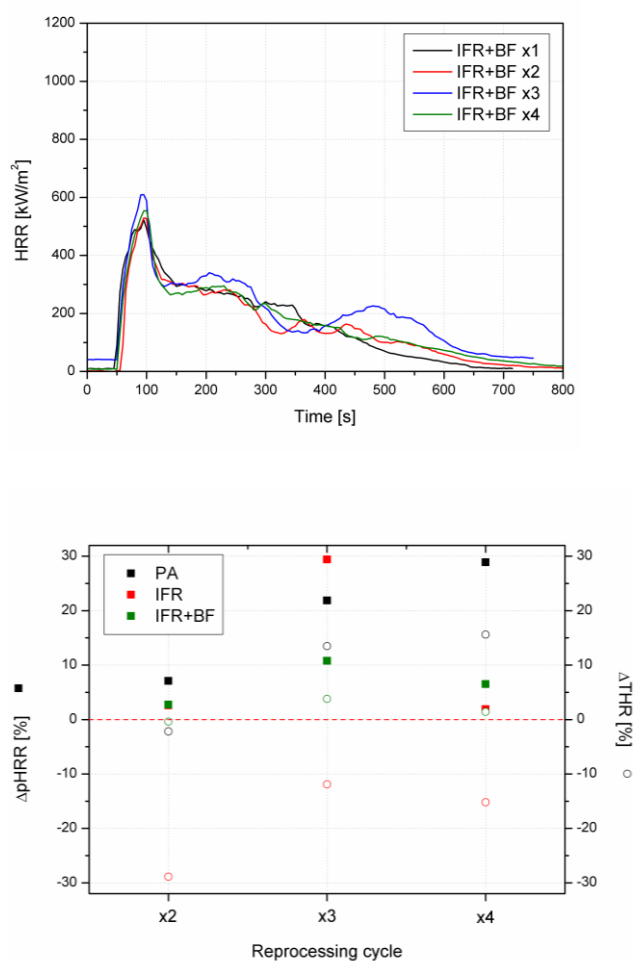 1200
1000
800
600
400
200
0
HRR [kW/m²]
IFR+BF x1
IFR+BF x2
IFR+BF x3
IFR+BF x4
0 100 200 300 400 500 600 700 800
Time [s]
30
20
10
0
-10
-20
-30
ΔpHRR [%]
PA
IFR
IFR+BF
30
20
10
0
-10
-20
-30
ΔTHR [%]
x2 x3 x4
Reprocessing cycle